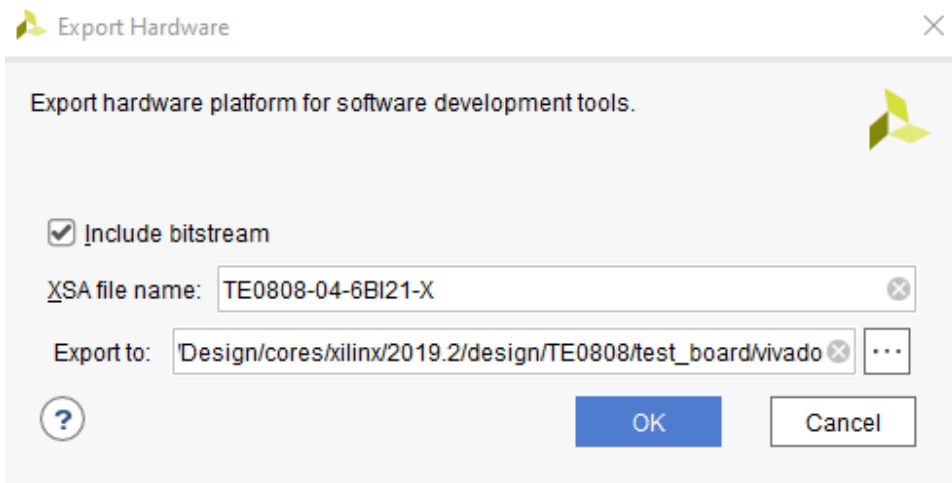 Export Hardware
Export hardware platform for software development tools.
Include bitstream
XSA file name: TE0808-04-6BI21-X
Export to: 'Design/cores/xilinx/2019.2/design/TE0808/test_board/vivado ...
? OK Cancel